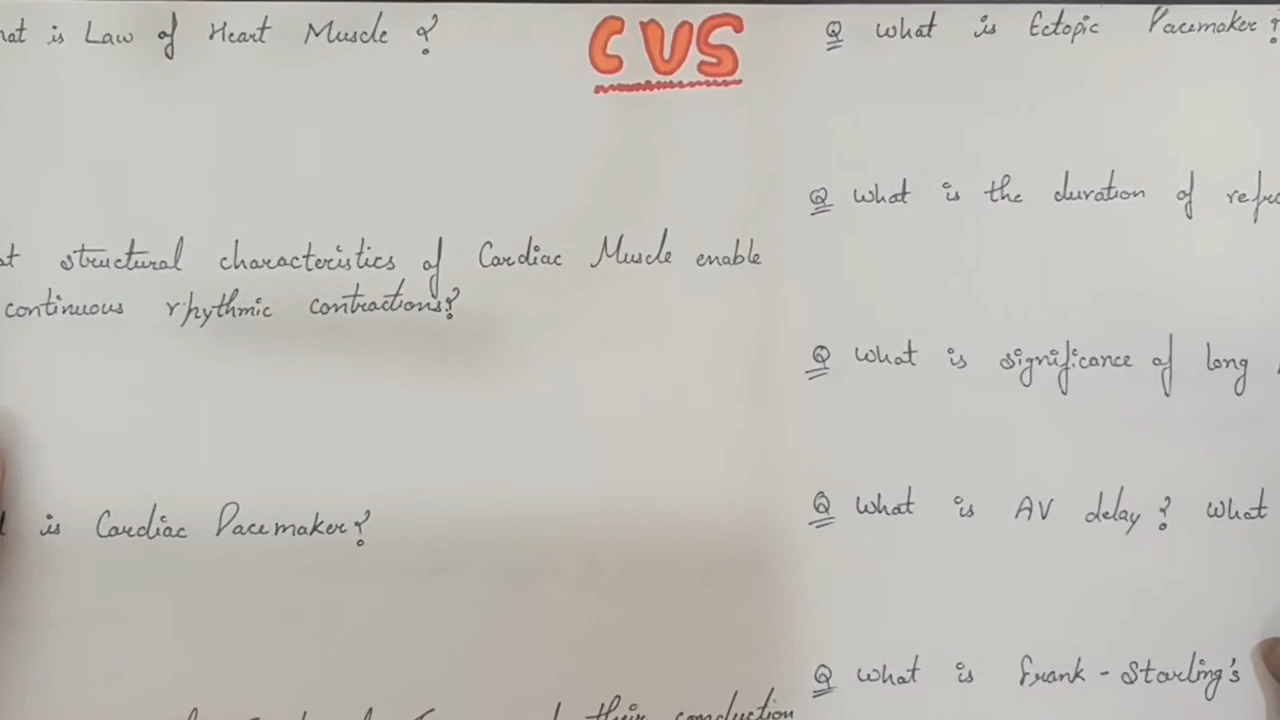 CVS
is Law of Heart Muscle ?
structural characteristics of Cardiac Muscle enable
continuous rhythmic contractions?
is Cardiac Pacemaker?
their conduction
Q What is Ectopic Pacemaker ?
Q What is the duration of
Q What is significance of long
Q What is AV delay ? What
Q What is Frank - Starling's